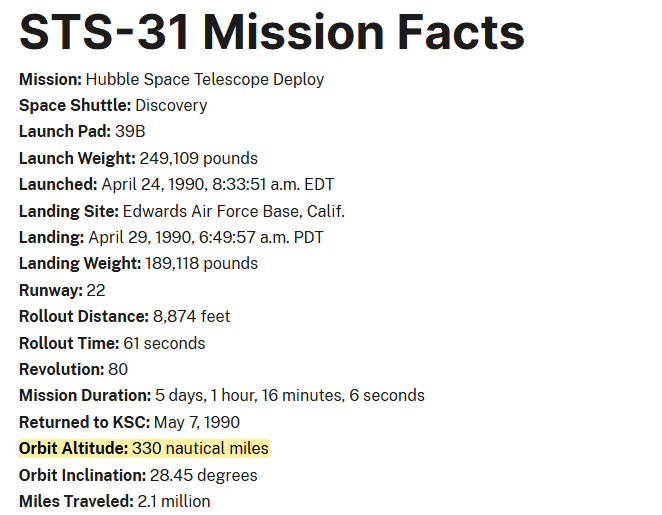 STS-31 Mission Facts
Mission: Hubble Space Telescope Deploy
Space Shuttle: Discovery
Launch Pad: 39B
Launch Weight: 249,109 pounds
Launched: April 24, 1990, 8:33:51 a.m. EDT
Landing Site: Edwards Air Force Base, Calif.
Landing: April 29, 1990, 6:49:57 a.m. PDT
Landing Weight: 189,118 pounds
Runway: 22
Rollout Distance: 8,874 feet
Rollout Time: 61 seconds
Revolution: 80
Mission Duration: 5 days, 1 hour, 16 minutes, 6 seconds
Returned to KSC: May 7, 1990
Orbit Altitude: 330 nautical miles
Orbit Inclination: 28.45 degrees
Miles Traveled: 2.1 million